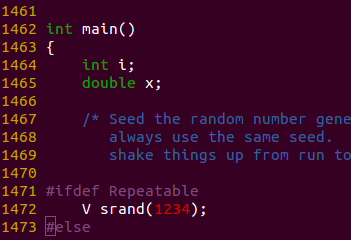 1461
1462 int main()
1463 {
1464     int i;
1465     double x;
1466
1467     /* Seed the random number gene
1468        always use the same seed.
1469        shake things up from run to
1470
1471 #ifdef Repeatable
1472     V srand(1234);
1473 #else